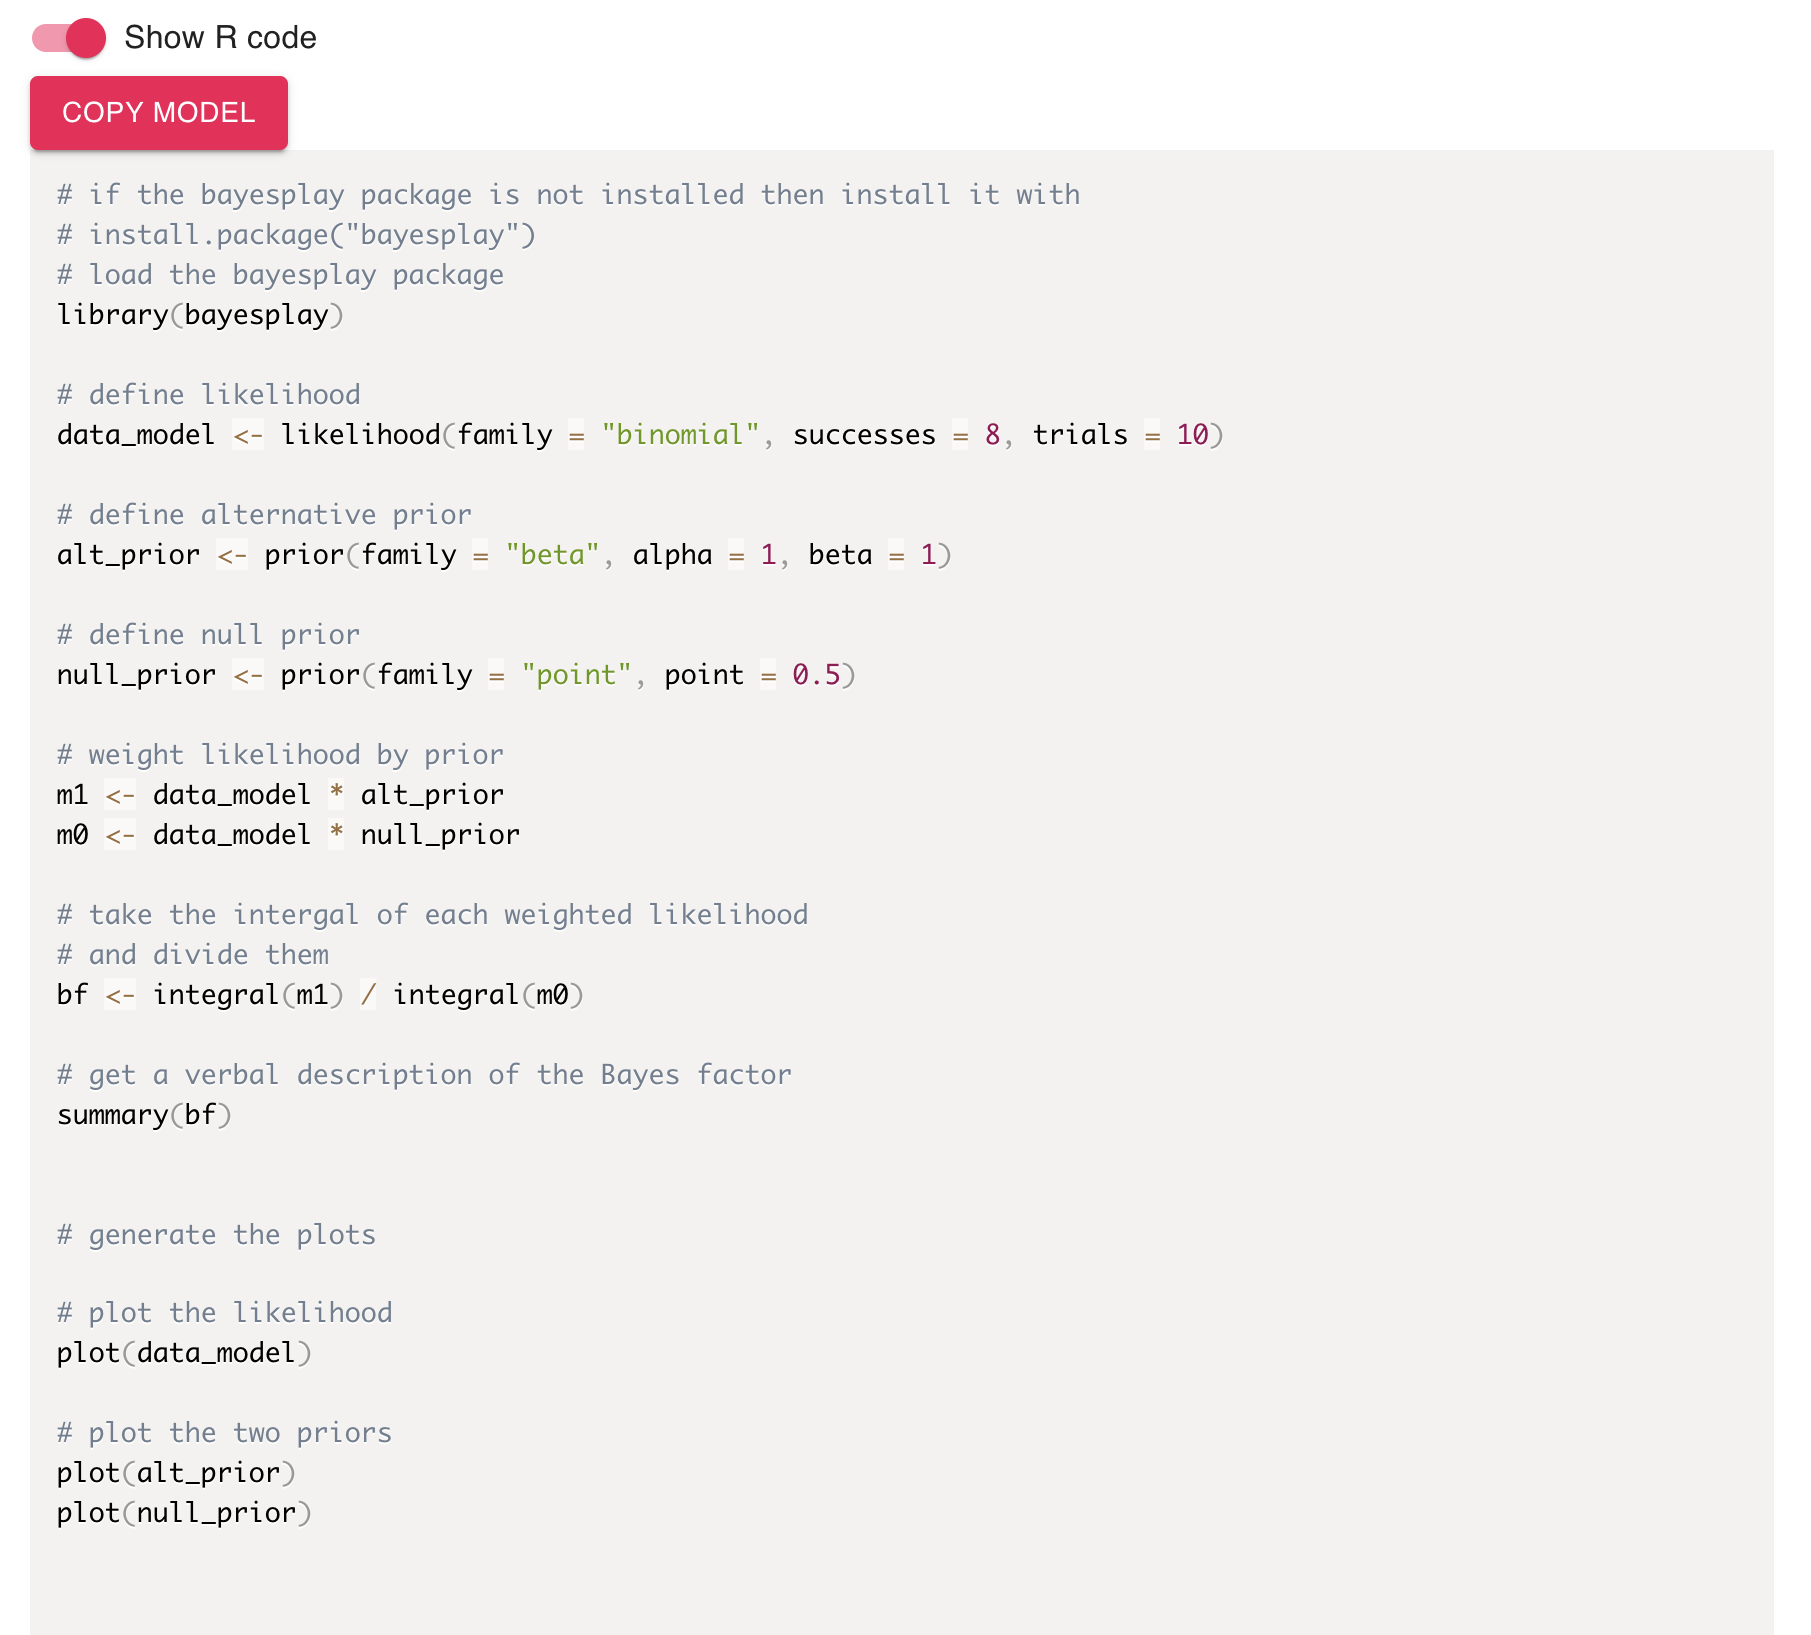 Show R code
COPY MODEL
# if the bayesplay package is not installed then install it with
# install.package("bayesplay")
# load the bayesplay package
library(bayesplay)
# define likelihood
data_model <- likelihood(family = "binomial", successes = 8, trials = 10)
# define alternative prior
alt_prior <- prior(family = "beta", alpha = 1, beta = 1)
# define null prior
null_prior <- prior(family = "point", point = 0.5)
# weight likelihood by prior
m1 <- data_model * alt_prior
m0 <- data_model * null_prior
# take the intergal of each weighted likelihood
# and divide them
bf <- integral(m1) / integral(m0)
# get a verbal description of the Bayes factor
summary(bf)
# generate the plots
# plot the likelihood
plot(data_model)
# plot the two priors
plot(alt_prior)
plot(null_prior)